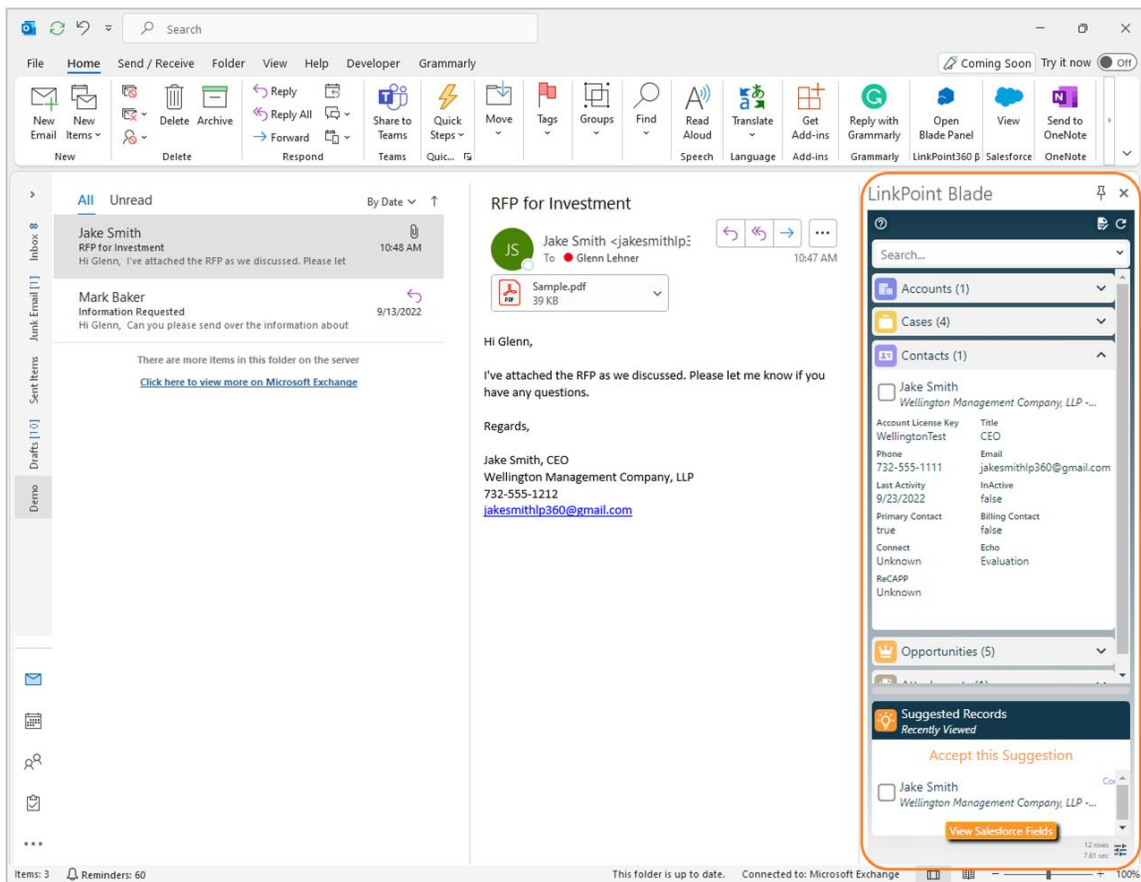 Search
File Home Send / Receive Folder View Help Developer Grammarly Coming Soon Try it now Off
New Email
New Items
Delete
Archive
Reply
Reply All
Forward
Share to Teams
Quick Steps
Move
Tags
Groups
Find
Read Aloud
Translate
Get Add-ins
Reply with Grammarly
Open Blade Panel
View
Send to OneNote
New Delete Respond Teams Quic... Speech Language Add-ins Grammarly LinkPoint360 β Salesforce OneNote
Inbox 8
Junk Email [1]
Sent Items
Drafts [10]
Demo
All Unread By Date
Jake Smith
RFP for Investment 10:48 AM
Hi Glenn, I've attached the RFP as we discussed. Please let
Mark Baker
Information Requested 9/13/2022
Hi Glenn, Can you please send over the information about
There are more items in this folder on the server
Click here to view more on Microsoft Exchange
RFP for Investment
JS
Jake Smith <jakesmithlp
To Glenn Lehner 10:47 AM
PDF
Sample.pdf
39 KB
Hi Glenn,
I've attached the RFP as we discussed. Please let me know if you
have any questions.
Regards,
Jake Smith, CEO
Wellington Management Company, LLP
732-555-1212
jakesmithlp360@gmail.com
LinkPoint Blade
Search...
Accounts (1)
Cases (4)
Contacts (1)
Jake Smith
Wellington Management Company, LLP -...
Account License Key Title
WellingtonTest CEO
Phone Email
732-555-1111 jakesmithlp360@gmail.com
Last Activity InActive
9/23/2022 false
Primary Contact Billing Contact
true false
Connect Echo
Unknown Evaluation
ReCAPP
Unknown
Opportunities (5)
Suggested Records
Recently Viewed
Accept this Suggestion
Jake Smith
Wellington Management Company, LLP -...
View Salesforce Fields
12 rows
7.81 sec
Items: 3 Reminders: 60 This folder is up to date. Connected to: Microsoft Exchange 100%